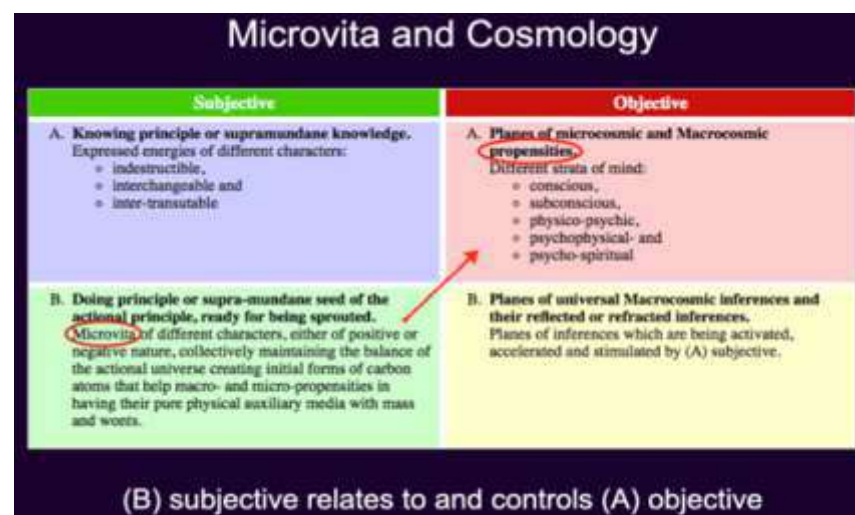 Microvita and Cosmology
Subjective
Objective
A. Knowing principle or supramundane knowledge.
Expressed energies of different characters:
indestructible,
interchangeable and
inter-transutable
A. Planes of microcosmic and Macrocosmic
propensities.
Different strata of mind:
conscious,
subconscious,
physico-psychic,
psychophysical- and
psycho-spiritual
B. Doing principle or supra-mundane seed of the
actional principle, ready for being sprouted.
Microvita of different characters, either of positive or
negative nature, collectively maintaining the balance of
the actional universe creating initial forms of carbon
atoms that help macro- and micro-propensities in
having their pure physical auxiliary media with mass
and wonts.
B. Planes of universal Macrocosmic inferences and
their reflected or refracted inferences.
Planes of inferences which are being activated,
accelerated and stimulated by (A) subjective.
(B) subjective relates to and controls (A) objective